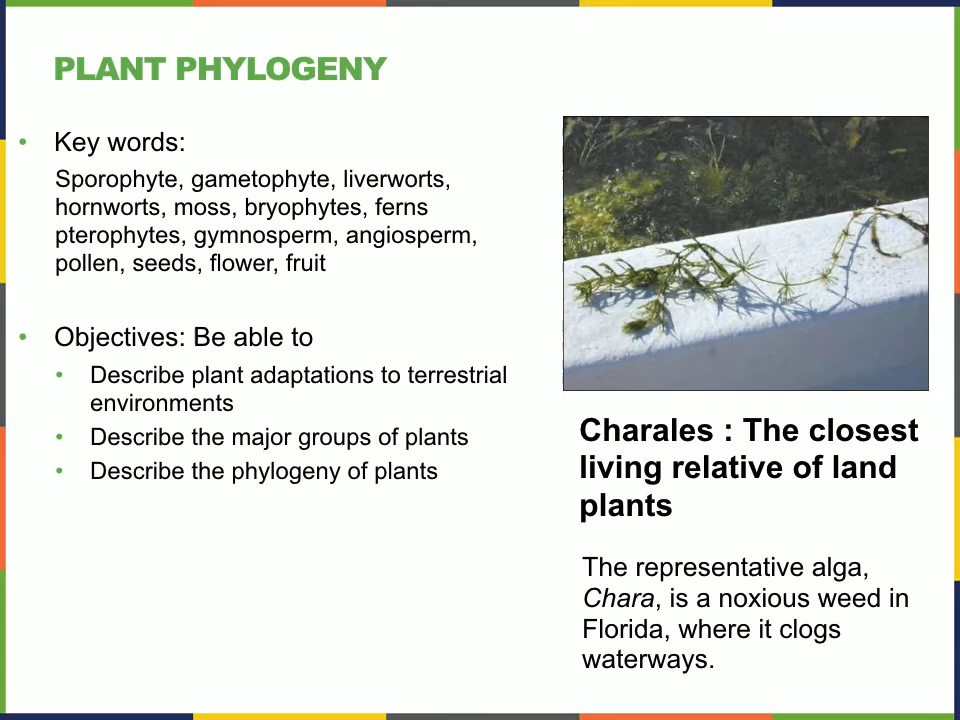 PLANT PHYLOGENY
• Key words:
Sporophyte, gametophyte, liverworts,
hornworts, moss, bryophytes, ferns
pterophytes, gymnosperm, angiosperm,
pollen, seeds, flower, fruit
• Objectives: Be able to
• Describe plant adaptations to terrestrial
environments
• Describe the major groups of plants
• Describe the phylogeny of plants
Charales : The closest
living relative of land
plants
The representative alga,
Chara, is a noxious weed in
Florida, where it clogs
waterways.